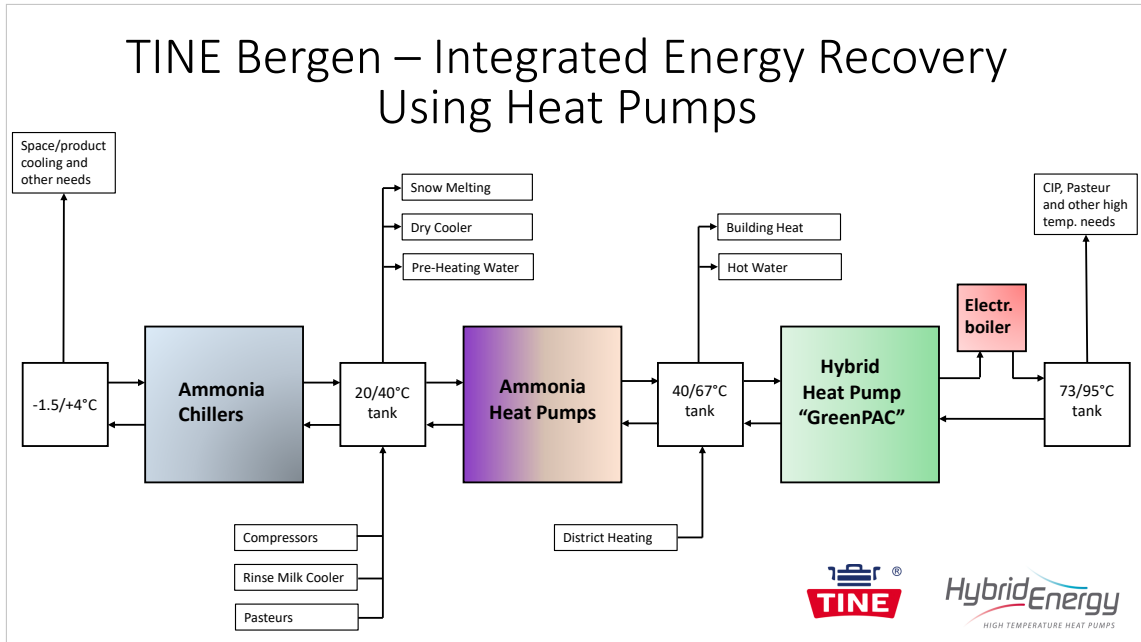 TINE Bergen – Integrated Energy Recovery
Using Heat Pumps
Space/product
cooling and
other needs
Snow Melting
Dry Cooler
Pre-Heating Water
Building Heat
Hot Water
CIP, Pasteur
and other high
temp. needs
Electr.
boiler
-1.5/+4°C
Ammonia
Chillers
20/40°C
tank
Ammonia
Heat Pumps
40/67°C
tank
Hybrid
Heat Pump
“GreenPAC”
73/95°C
tank
Compressors
Rinse Milk Cooler
Pasteurs
District Heating
TINE ®
HybridEnergy
HIGH TEMPERATURE HEAT PUMPS